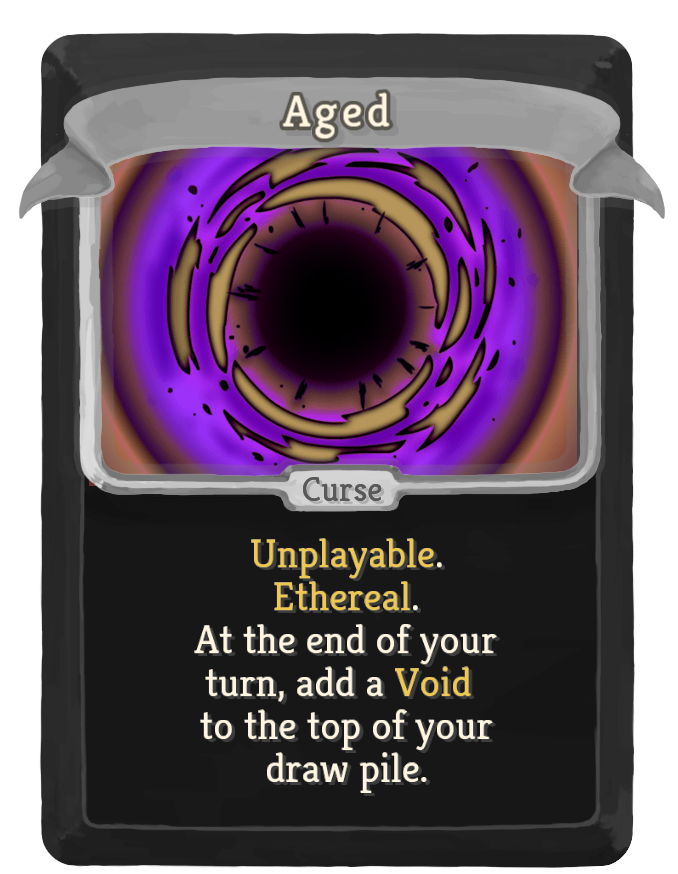 Aged
Curse
Unplayable.
Ethereal.
At the end of your
turn, add a Void
to the top of your
draw pile.